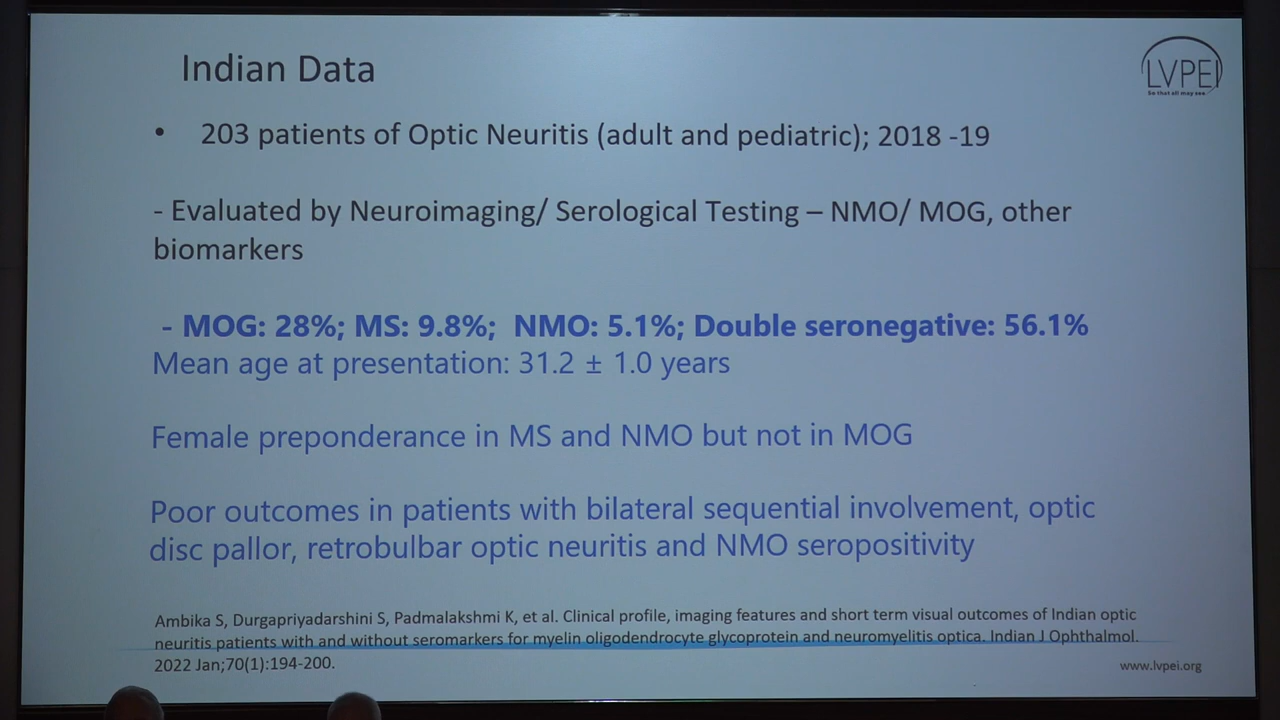 Indian Data
LVPEI
So that all may see
• 203 patients of Optic Neuritis (adult and pediatric); 2018 -19
- Evaluated by Neuroimaging/ Serological Testing – NMO/ MOG, other
biomarkers
- MOG: 28%; MS: 9.8%; NMO: 5.1%; Double seronegative: 56.1%
Mean age at presentation: 31.2 ± 1.0 years
Female preponderance in MS and NMO but not in MOG
Poor outcomes in patients with bilateral sequential involvement, optic
disc pallor, retrobulbar optic neuritis and NMO seropositivity
Ambika S, Durgapriyadarshini S, Padmalakshmi K, et al. Clinical profile, imaging features and short term visual outcomes of Indian optic
neuritis patients with and without seromarkers for myelin oligodendrocyte glycoprotein and neuromyelitis optica. Indian J Ophthalmol.
2022 Jan;70(1):194-200.
www.lvpei.org